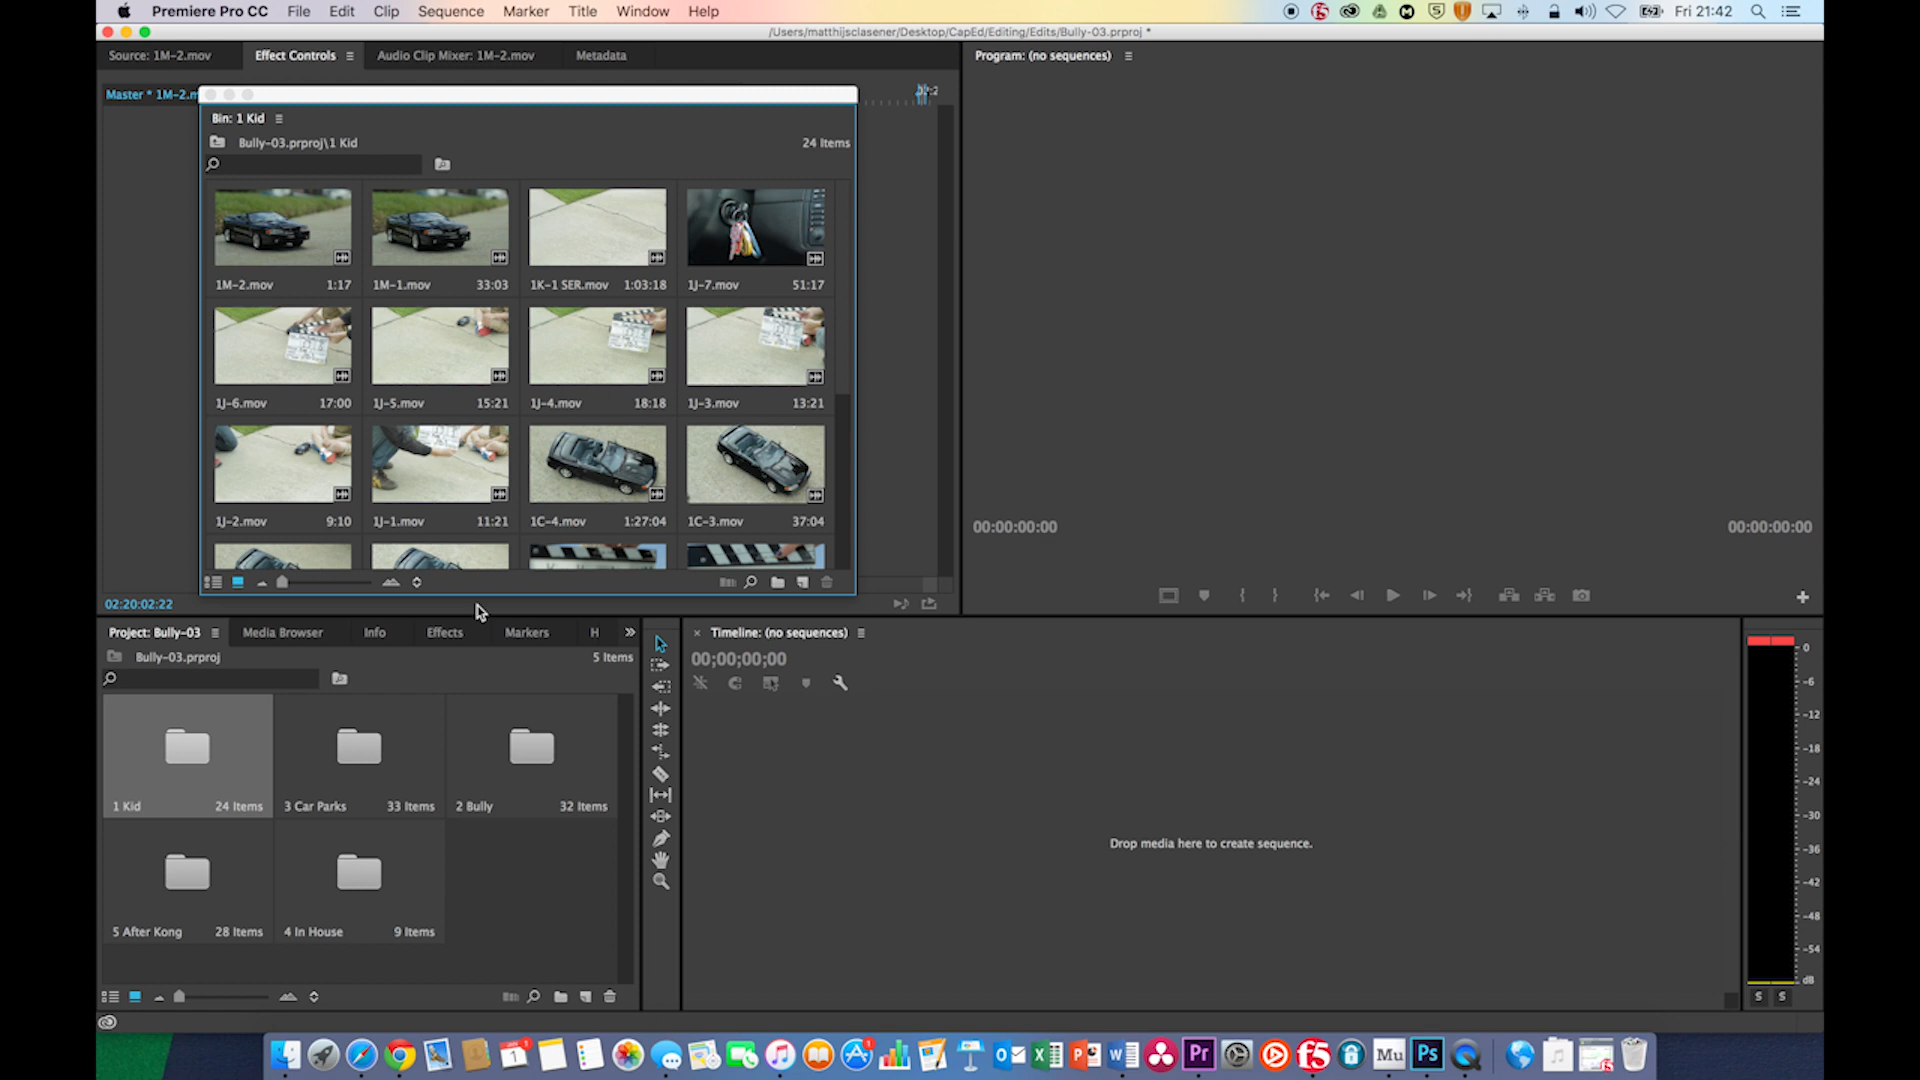 Premiere Pro CC File Edit Clip Sequence Marker Title Window Help Fri 21:42
/Users/matthijsclasener/Desktop/CapEd/Editing/Edits/Bully-03.prproj *
Source: 1M-2.mov Effect Controls Audio Clip Mixer: 1M-2.mov Metadata Program: (no sequences)
Master * 1M-2.m
Bin: 1 Kid
Bully-03.prproj\1 Kid 24 Items
1M-2.mov 1:17 1M-1.mov 33:03 1K-1 SER.mov 1:03:18 1J-7.mov 51:17
1J-6.mov 17:00 1J-5.mov 15:21 1J-4.mov 18:18 1J-3.mov 13:21
1J-2.mov 9:10 1J-1.mov 11:21 1C-4.mov 1:27:04 1C-3.mov 37:04
00:00:00:00 00:00:00:00
02:20:02:22
Project: Bully-03 Media Browser Info Effects Markers H
Bully-03.prproj 5 Items
1 Kid 24 Items 3 Car Parks 33 Items 2 Bully 32 Items
5 After Kong 28 Items 4 In House 9 Items
Timeline: (no sequences)
00;00;00;00
Drop media here to create sequence.
0
-6
-12
-18
-24
-30
-36
-42
-48
-54
dB
S S
Pr Mu Ps